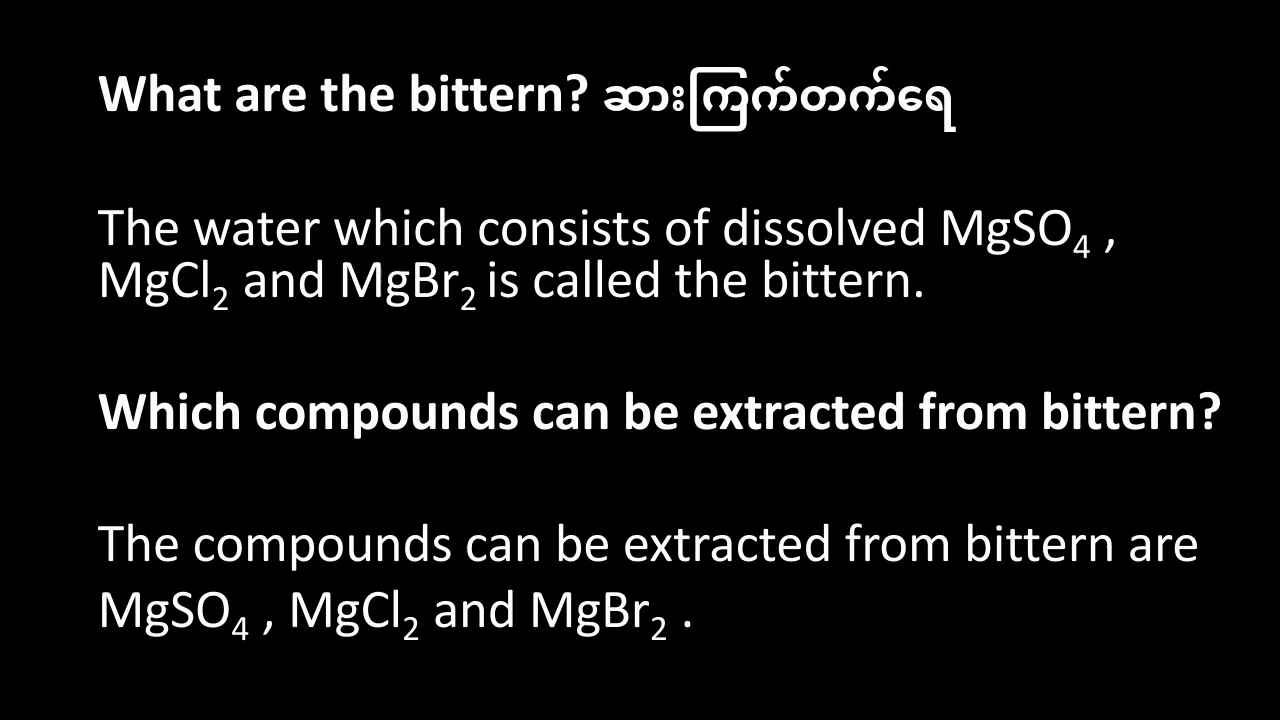 What are the bittern? ဆားကြက်တက်ရေ
The water which consists of dissolved MgSO₄ ,
MgCl₂ and MgBr₂ is called the bittern.
Which compounds can be extracted from bittern?
The compounds can be extracted from bittern are
MgSO₄ , MgCl₂ and MgBr₂ .